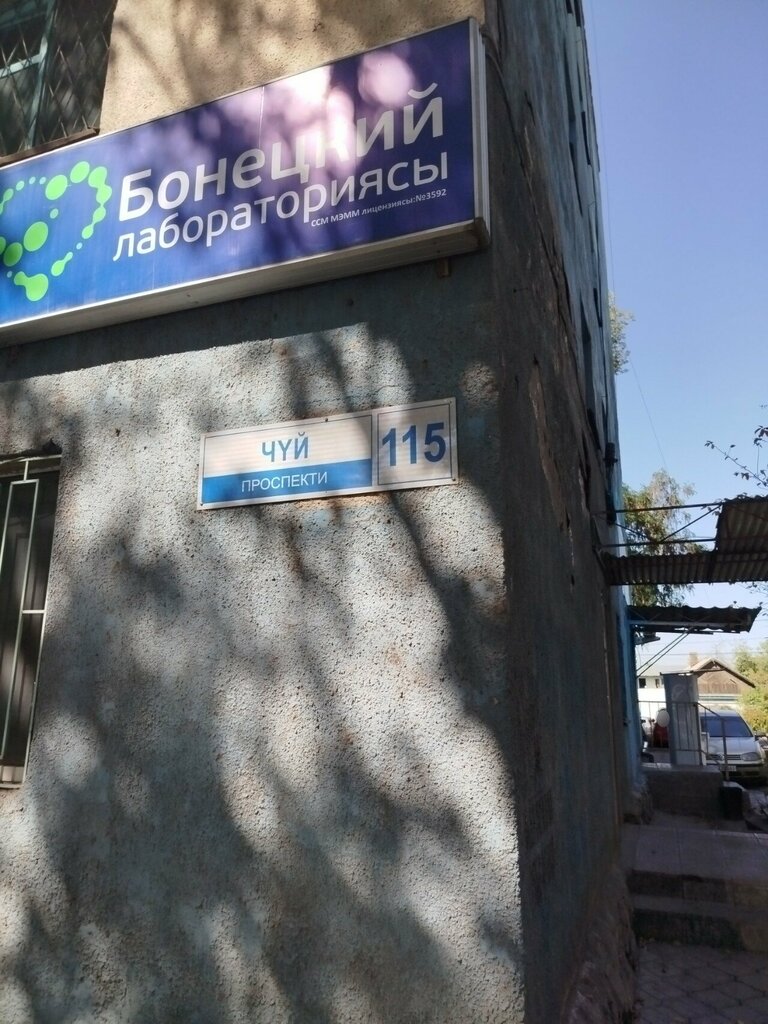 Бонецкий
лабораториясы
ССМ МЭММ лицензиясы:№3592
ЧҮЙ
ПРОСПЕКТИ
115